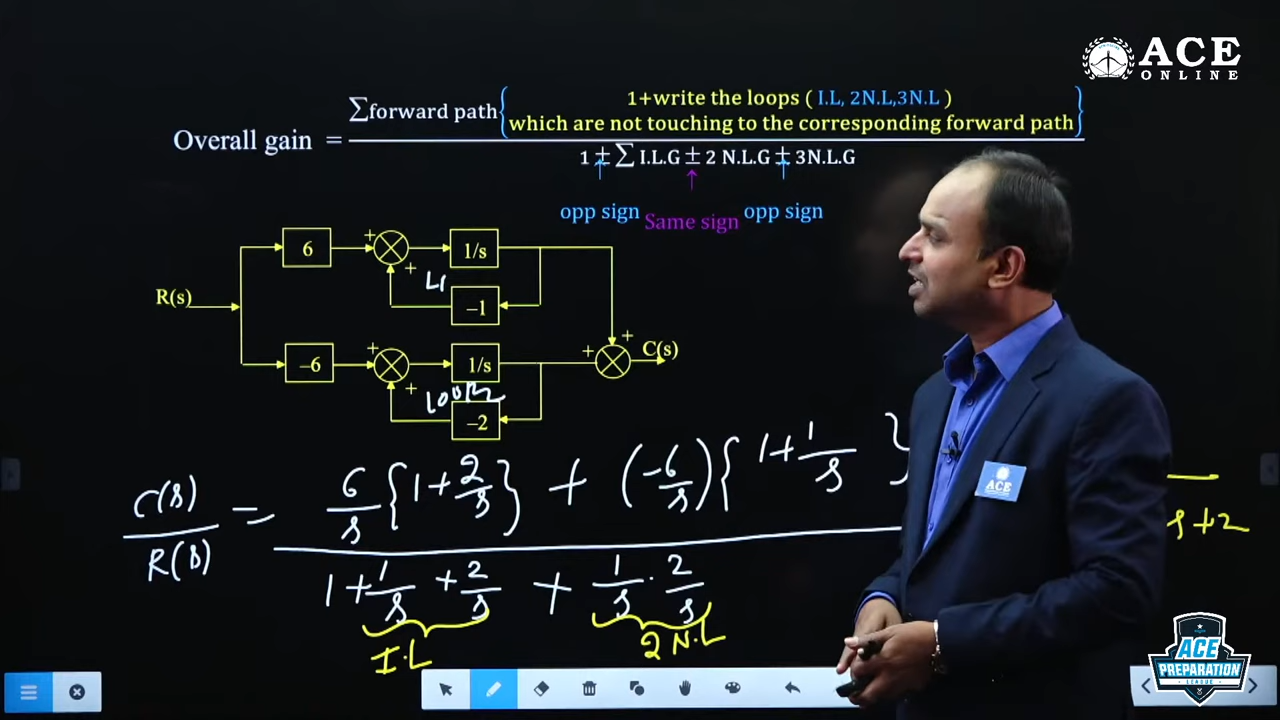 ACE
ONLINE
Overall gain = ∑forward path{1+write the loops ( I.L, 2N.L,3N.L )
which are not touching to the corresponding forward path}
1 ± ∑ I.L.G ± 2 N.L.G ± 3N.L.G
opp sign Same sign opp sign
6 + 1/s
+ L1
R(s) −1
+
−6 + 1/s + C(s)
+ Loop2
−2
C(s)/R(s) = 6/s {1+2/s} + (−6/s) {1+1/s }
1+1/s +2/s + 1/s · 2/s
s+2
I.L 2 N.L
ACE
ACE
PREPARATION
LEAGUE